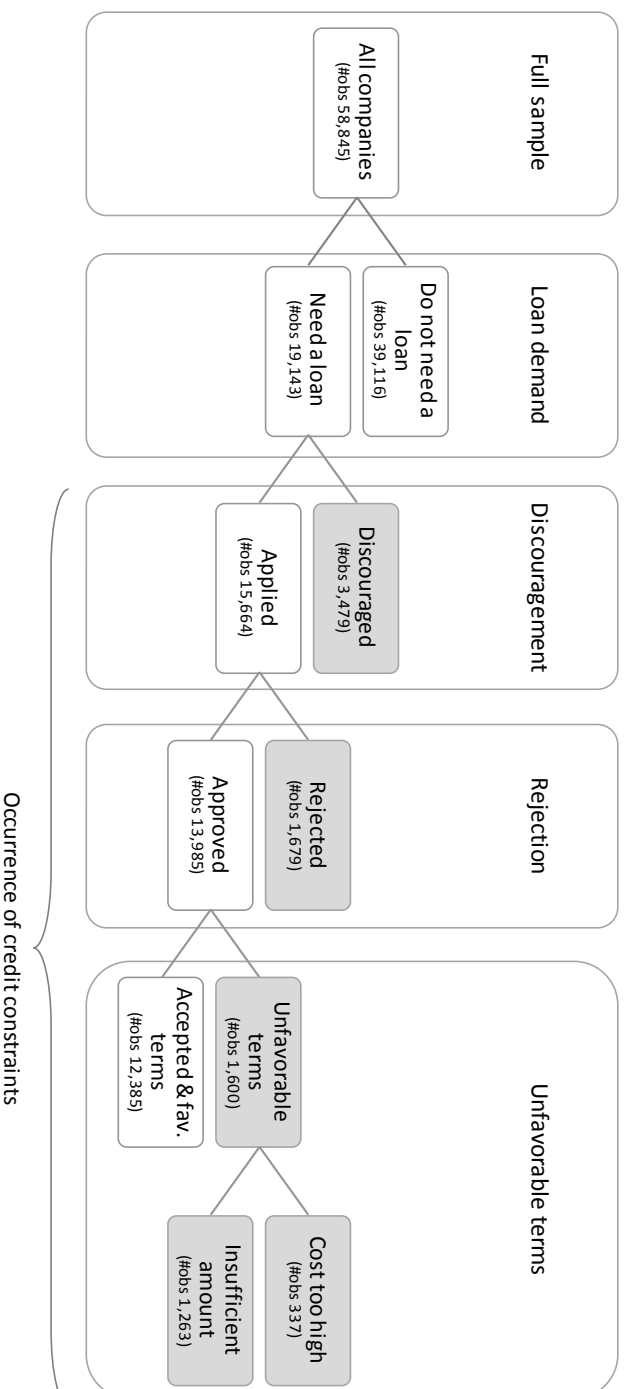 Full sample
All companies
(#obs 58,845)
Loan demand
Do not need a
loan
(#obs 39,116)
Need a loan
(#obs 19,143)
Discouragement
Discouraged
(#obs 3,479)
Applied
(#obs 15,664)
Rejection
Rejected
(#obs 1,679)
Approved
(#obs 13,985)
Unfavorable terms
Unfavorable
terms
(#obs 1,600)
Accepted & fav.
terms
(#obs 12,385)
Cost too high
(#obs 337)
Insufficient
amount
(#obs 1,263)
Occurrence of credit constraints